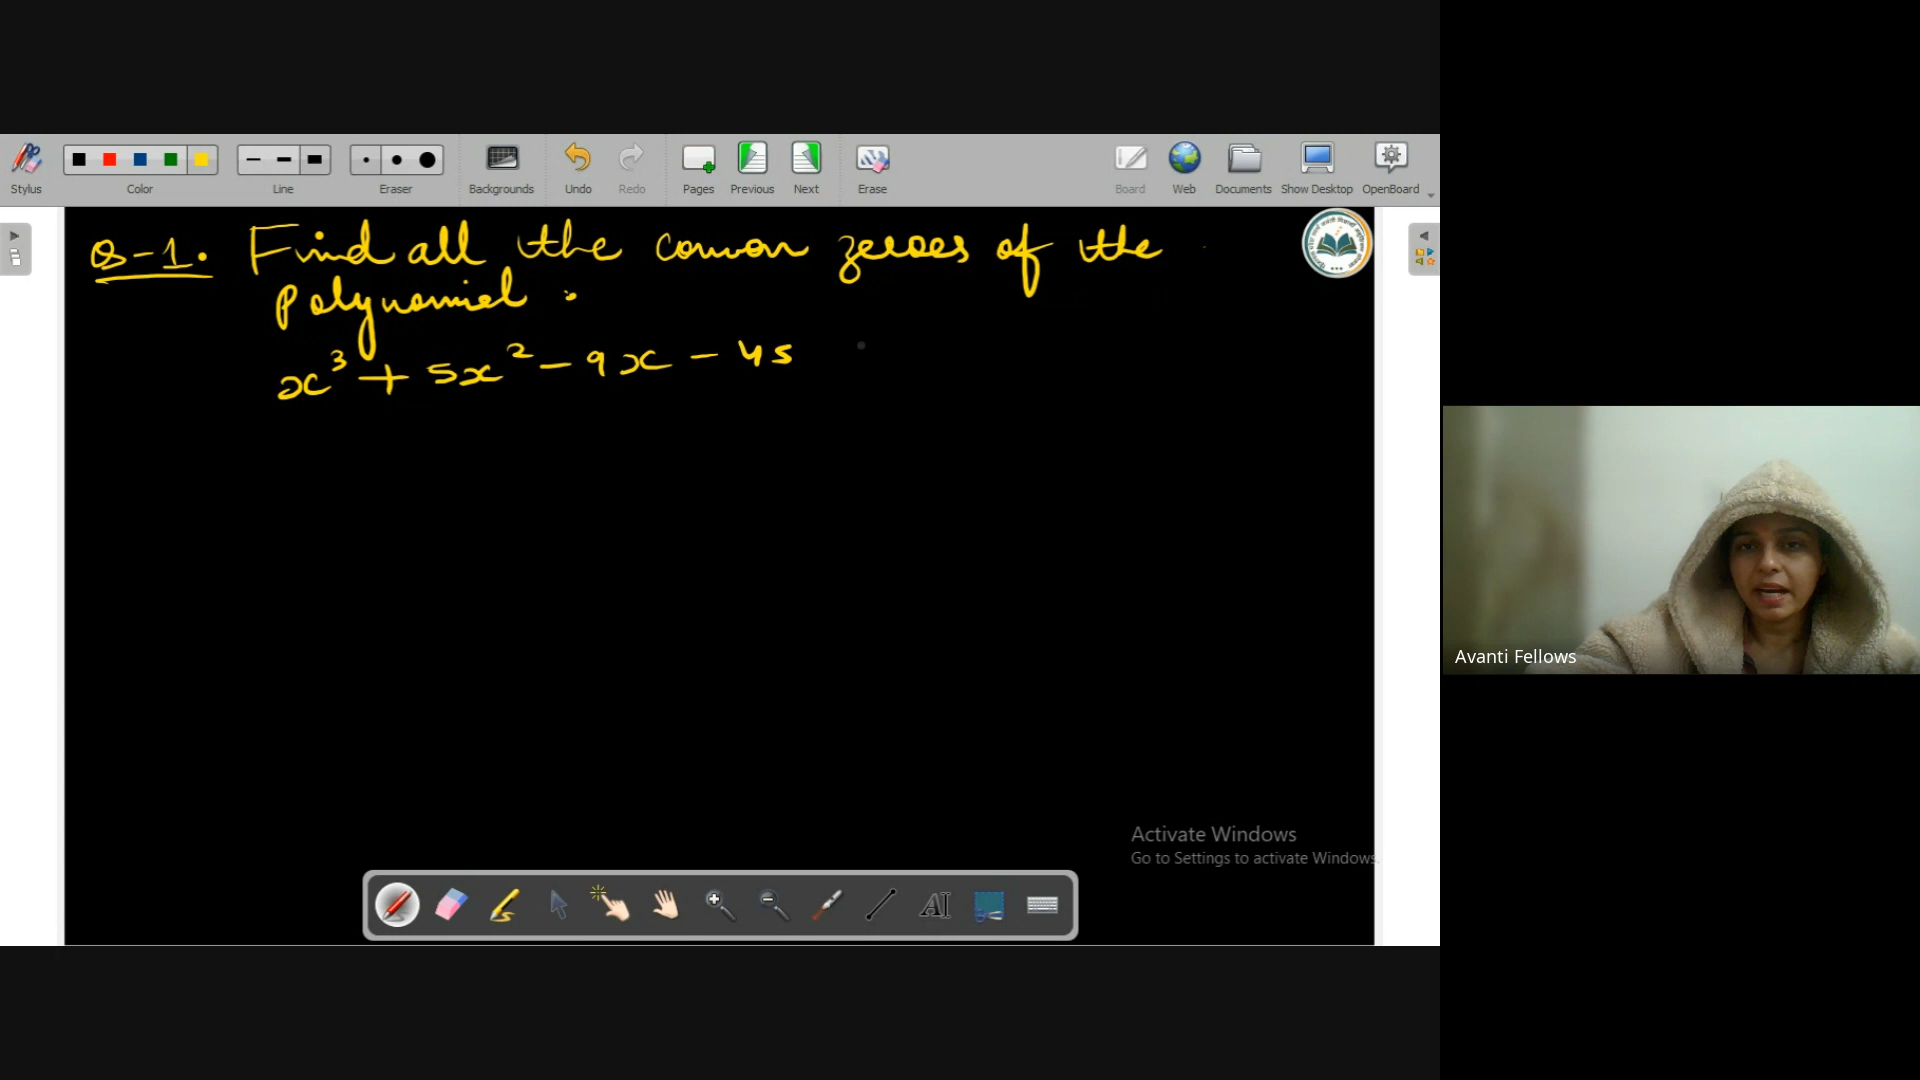 Stylus
Color
Line
Eraser
Backgrounds
Undo
Redo
Pages
Previous
Next
Erase
Board
Web
Documents
Show Desktop
OpenBoard
Q-1. Find all the common zeroes of the
Polynomial :
x³ + 5x² - 9x - 45
Avanti Fellows
Activate Windows
Go to Settings to activate Windows.
AI